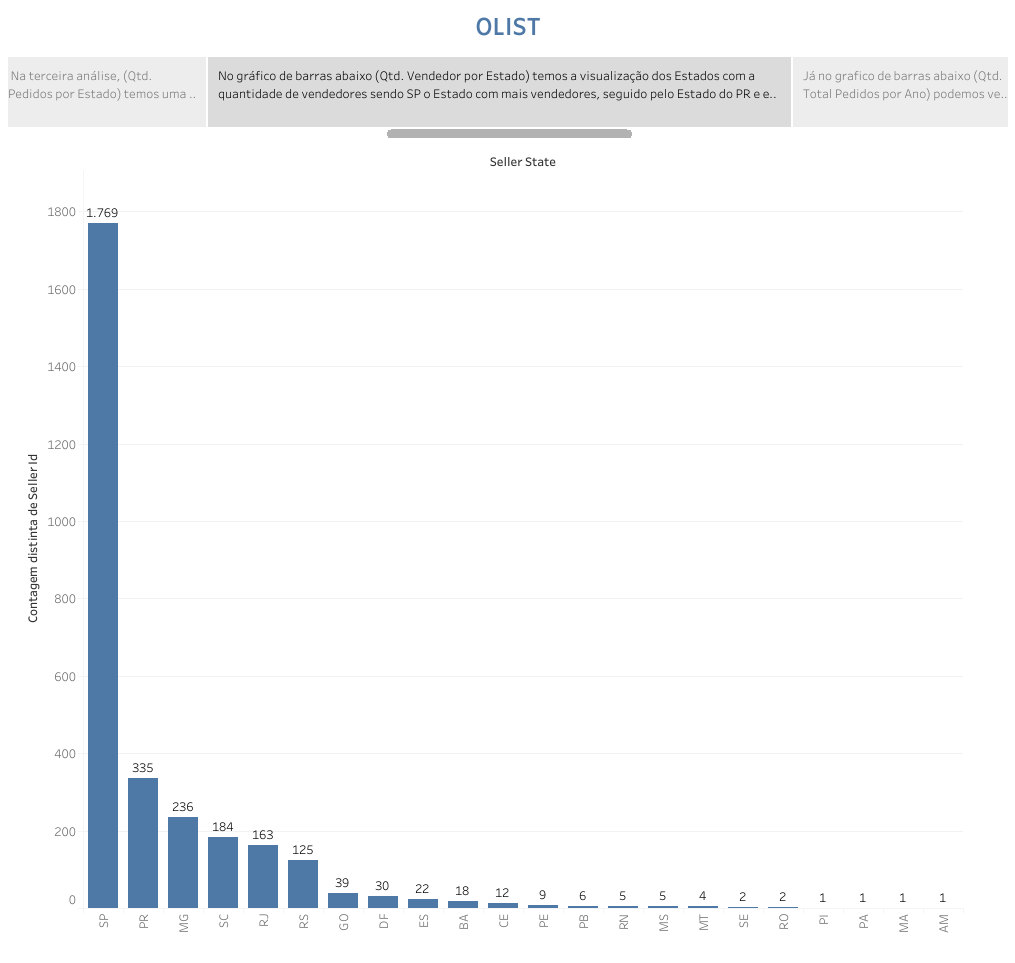 OLIST
Na terceira análise, (Qtd.
Pedidos por Estado) temos uma ..
No gráfico de barras abaixo (Qtd. Vendedor por Estado) temos a visualização dos Estados com a
quantidade de vendedores sendo SP o Estado com mais vendedores, seguido pelo Estado do PR e e..
Já no grafico de barras abaixo (Qtd.
Total Pedidos por Ano) podemos ve..
Seller State
Contagem distinta de Seller Id
1800
1600
1400
1200
1000
800
600
400
200
0
1.769
335
236
184
163
125
39
30
22
18
12
9
6
5
5
4
2
2
1
1
1
1
SP
PR
MG
SC
RJ
RS
GO
DF
ES
BA
CE
PE
PB
RN
MS
MT
SE
RO
PI
PA
MA
AM